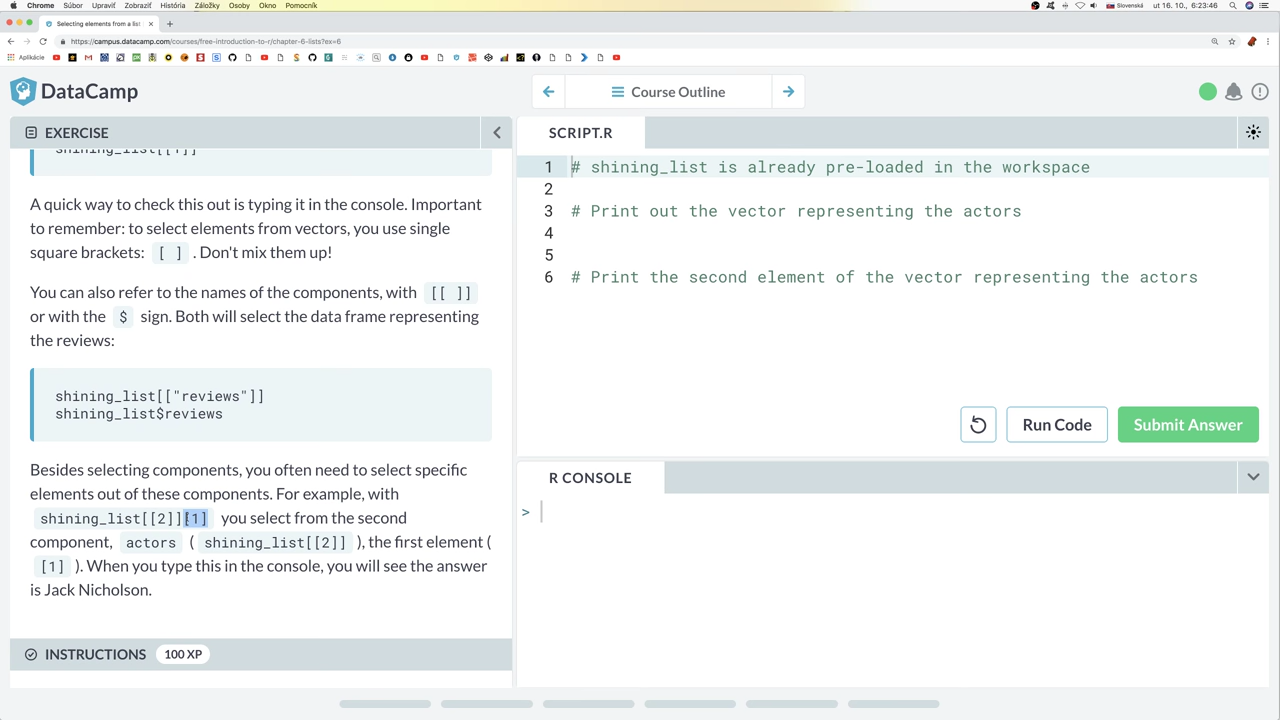 Chrome Súbor Upraviť Zobraziť História Záložky Osoby Okno Pomocník
Slovenská ut 16. 10., 6:23:46
Selecting elements from a list
https://campus.datacamp.com/courses/free-introduction-to-r/chapter-6-lists?ex=6
Aplikácie
DataCamp
Course Outline
EXERCISE
shining_list[[1]]
A quick way to check this out is typing it in the console. Important
to remember: to select elements from vectors, you use single
square brackets: [ ] . Don't mix them up!
You can also refer to the names of the components, with [[ ]]
or with the $ sign. Both will select the data frame representing
the reviews:
shining_list[["reviews"]]
shining_list$reviews
Besides selecting components, you often need to select specific
elements out of these components. For example, with
shining_list[[2]][1] you select from the second
component, actors ( shining_list[[2]] ), the first element (
[1] ). When you type this in the console, you will see the answer
is Jack Nicholson.
INSTRUCTIONS 100 XP
SCRIPT.R
1 # shining_list is already pre-loaded in the workspace
2
3 # Print out the vector representing the actors
4
5
6 # Print the second element of the vector representing the actors
Run Code
Submit Answer
R CONSOLE
>